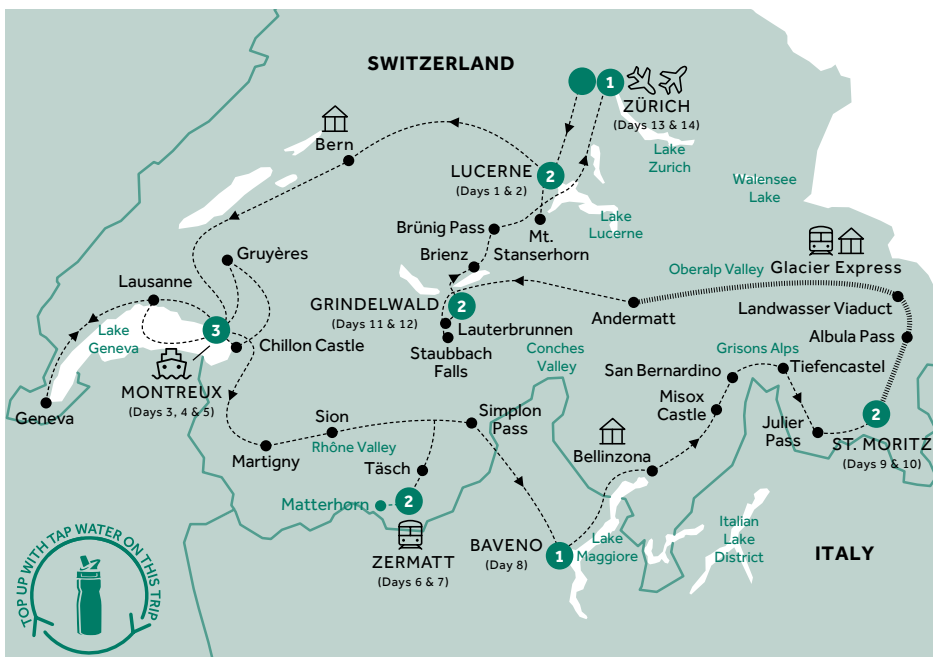 SWITZERLAND
1
ZÜRICH
(Days 13 & 14)
Lake
Zurich
Bern
LUCERNE
2
(Days 1 & 2)
Walensee
Lake
Lake
Lucerne
Brünig Pass
Mt.
Stanserhorn
Gruyères
Brienz
Oberalp Valley
Glacier Express
Lausanne
GRINDELWALD
2
(Days 11 & 12)
Andermatt
Landwasser Viaduct
Lake
Geneva
3
Lauterbrunnen
Albula Pass
Chillon Castle
Staubbach
Falls
Conches
Valley
Grisons Alps
Tiefencastel
MONTREUX
(Days 3, 4 & 5)
San Bernardino
Geneva
Misox
Castle
Simplon
Pass
Sion
Julier
Pass
2
ST. MORITZ
(Days 9 & 10)
Martigny
Rhône Valley
Bellinzona
Täsch
Matterhorn
2
ZERMATT
(Days 6 & 7)
BAVENO
(Day 8)
1
Lake
Maggiore
Italian
Lake
District
ITALY
TOP UP WITH TAP WATER ON THIS TRIP